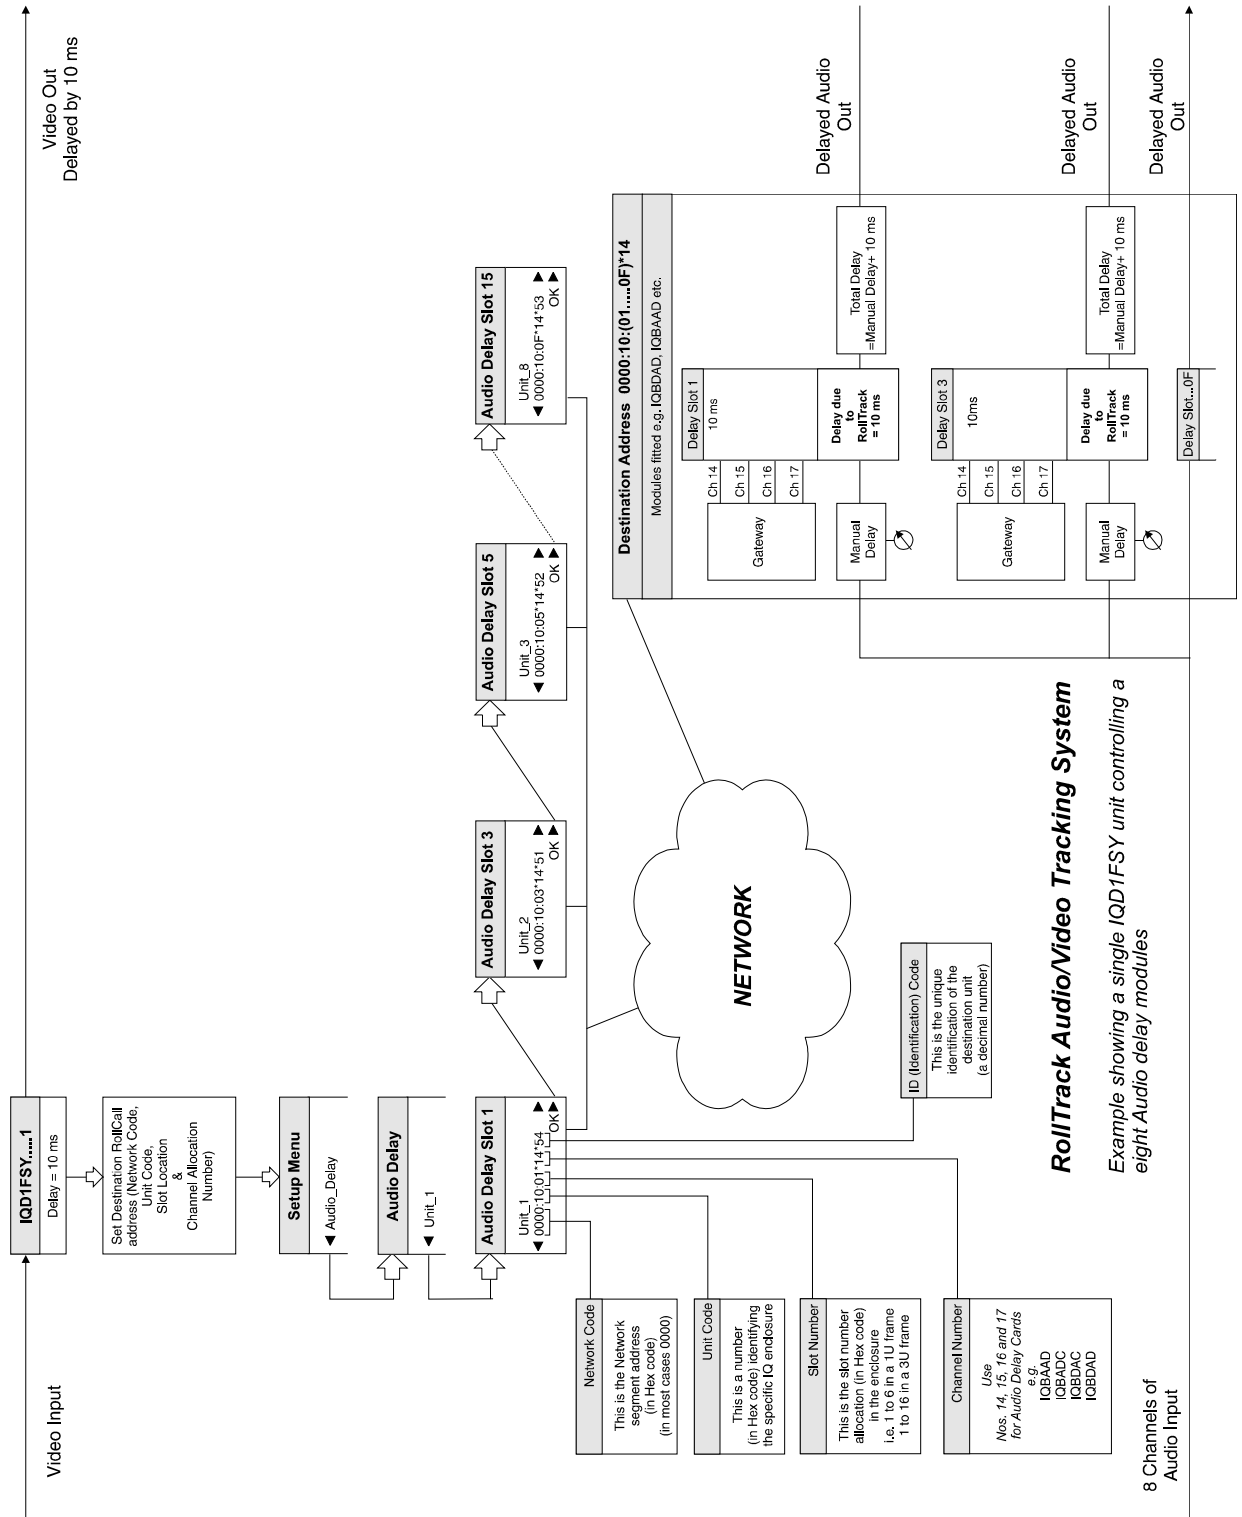 Video Input
Video Out
Delayed by 10 ms
IQD1FSY.....1
Delay = 10 ms
Set Destination RollCall
address (Network Code,
Unit Code,
Slot Location
&
Channel Allocation
Number)
Setup Menu
◀ Audio_Delay
Audio Delay
◀ Unit_1
Audio Delay Slot 1
Unit_1
◀ 0000:10:01*14*54 ▶
OK ▶
Audio Delay Slot 3
Unit_2
◀ 0000:10:03*14*51 ▶
OK ▶
Audio Delay Slot 5
Unit_3
◀ 0000:10:05*14*52 ▶
OK ▶
Audio Delay Slot 15
Unit_8
◀ 0000:10:0F*14*53 ▶
OK ▶
Network Code
This is the Network
segment address
(in Hex code)
(in most cases 0000)
Unit Code
This is a number
(in Hex code) identifying
the specific IQ enclosure
Slot Number
This is the slot number
allocation (in Hex code)
in the enclosure
i.e. 1 to 6 in a 1U frame
1 to 16 in a 3U frame
Channel Number
Use
Nos. 14, 15, 16 and 17
for Audio Delay Cards
e.g.
IQBAAD
IQBADC
IQBDAC
IQBDAD
ID (Identification) Code
This is the unique
identification of the
destination unit
(a decimal number)
NETWORK
Destination Address 0000:10:(01.....0F)*14
Modules fitted e.g. IQBDAD, IQBAAD etc.
Gateway
Ch 14
Ch 15
Ch 16
Ch 17
Delay Slot 1
10 ms
Manual
Delay
Delay due
to
RollTrack
= 10 ms
Total Delay
=Manual Delay+ 10 ms
Delayed Audio
Out
Gateway
Ch 14
Ch 15
Ch 16
Ch 17
Delay Slot 3
10ms
Manual
Delay
Delay due
to
RollTrack
= 10 ms
Total Delay
=Manual Delay+ 10 ms
Delayed Audio
Out
Delay Slot...0F
Delayed Audio
Out
RollTrack Audio/Video Tracking System
Example showing a single IQD1FSY unit controlling a
eight Audio delay modules
8 Channels of
Audio Input